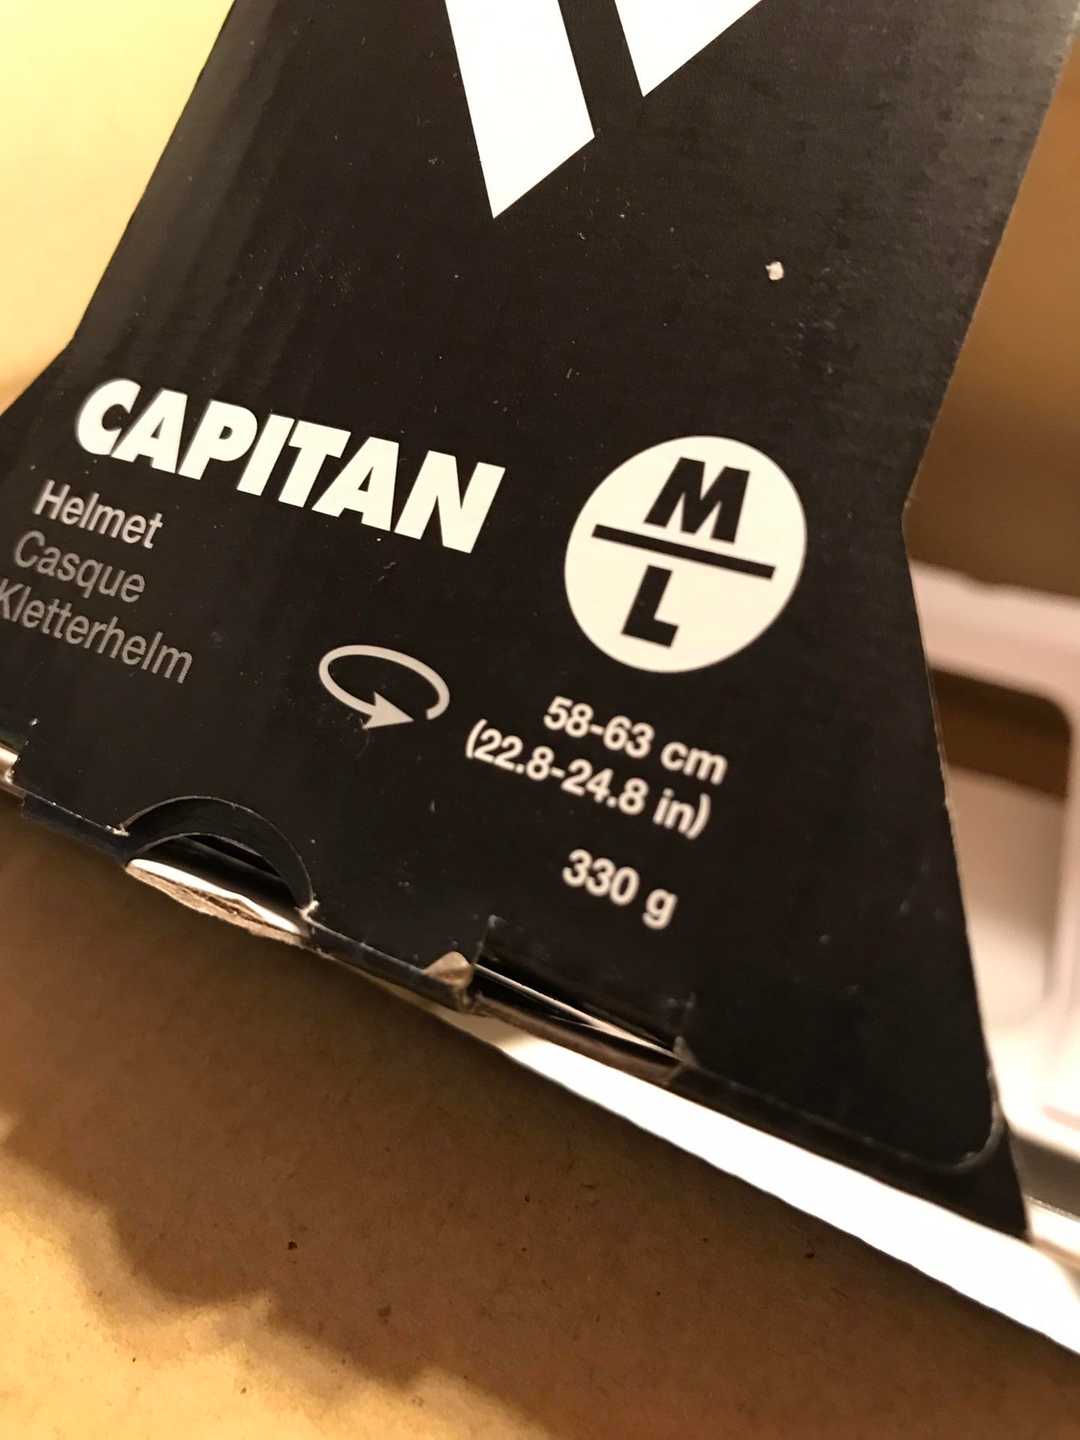 CAPITAN
Helmet
Casque
Kletterhelm
M
L
58-63 cm
(22.8-24.8 in)
330 g